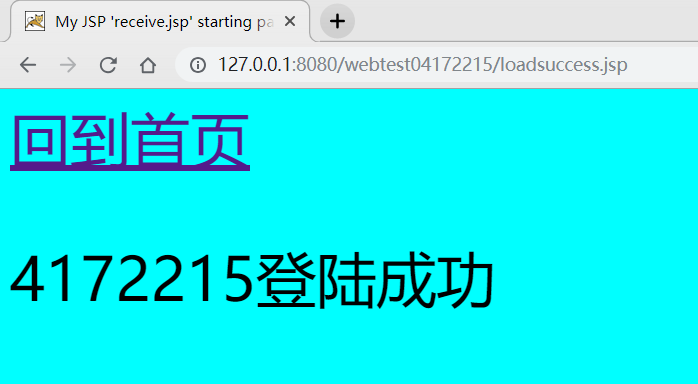 My JSP 'receive.jsp' starting pa
127.0.0.1:8080/webtest04172215/loadsuccess.jsp
回到首页
4172215登陆成功